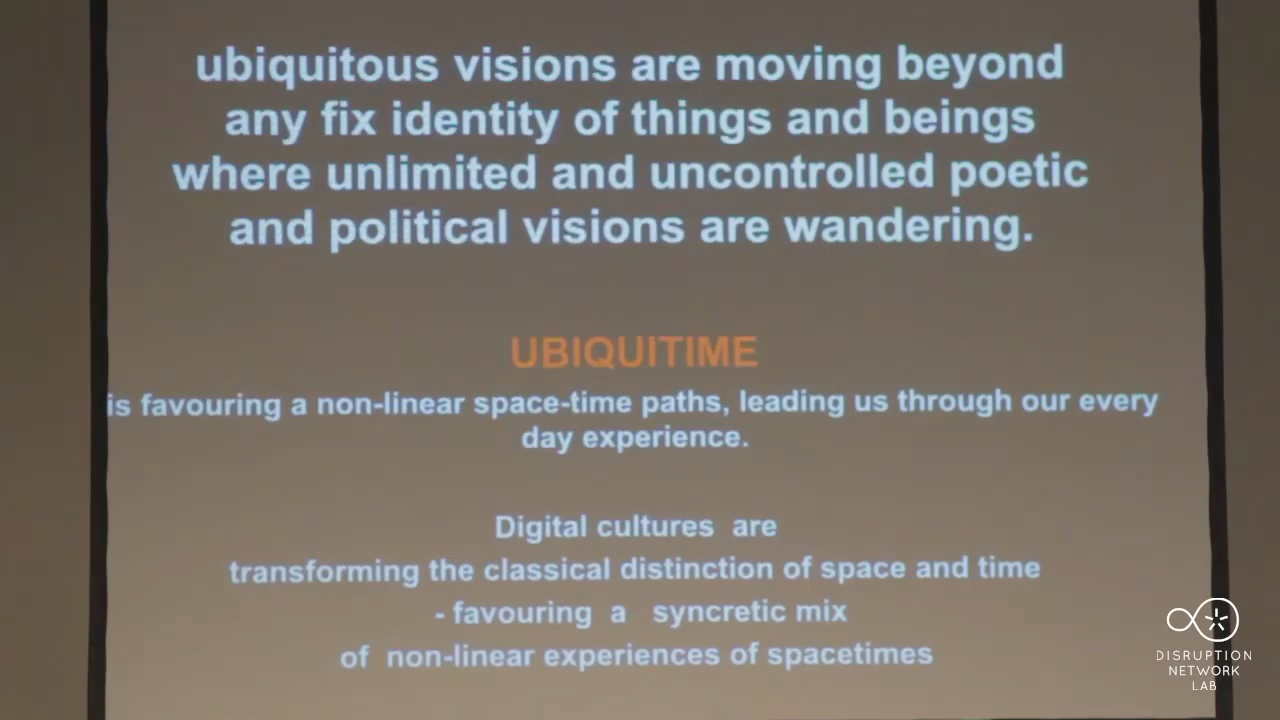 ubiquitous visions are moving beyond
any fix identity of things and beings
where unlimited and uncontrolled poetic
and political visions are wandering.
UBIQUITIME
is favouring a non-linear space-time paths, leading us through our every
day experience.
Digital cultures are
transforming the classical distinction of space and time
- favouring a syncretic mix
of non-linear experiences of spacetimes
DISRUPTION
NETWORK
LAB